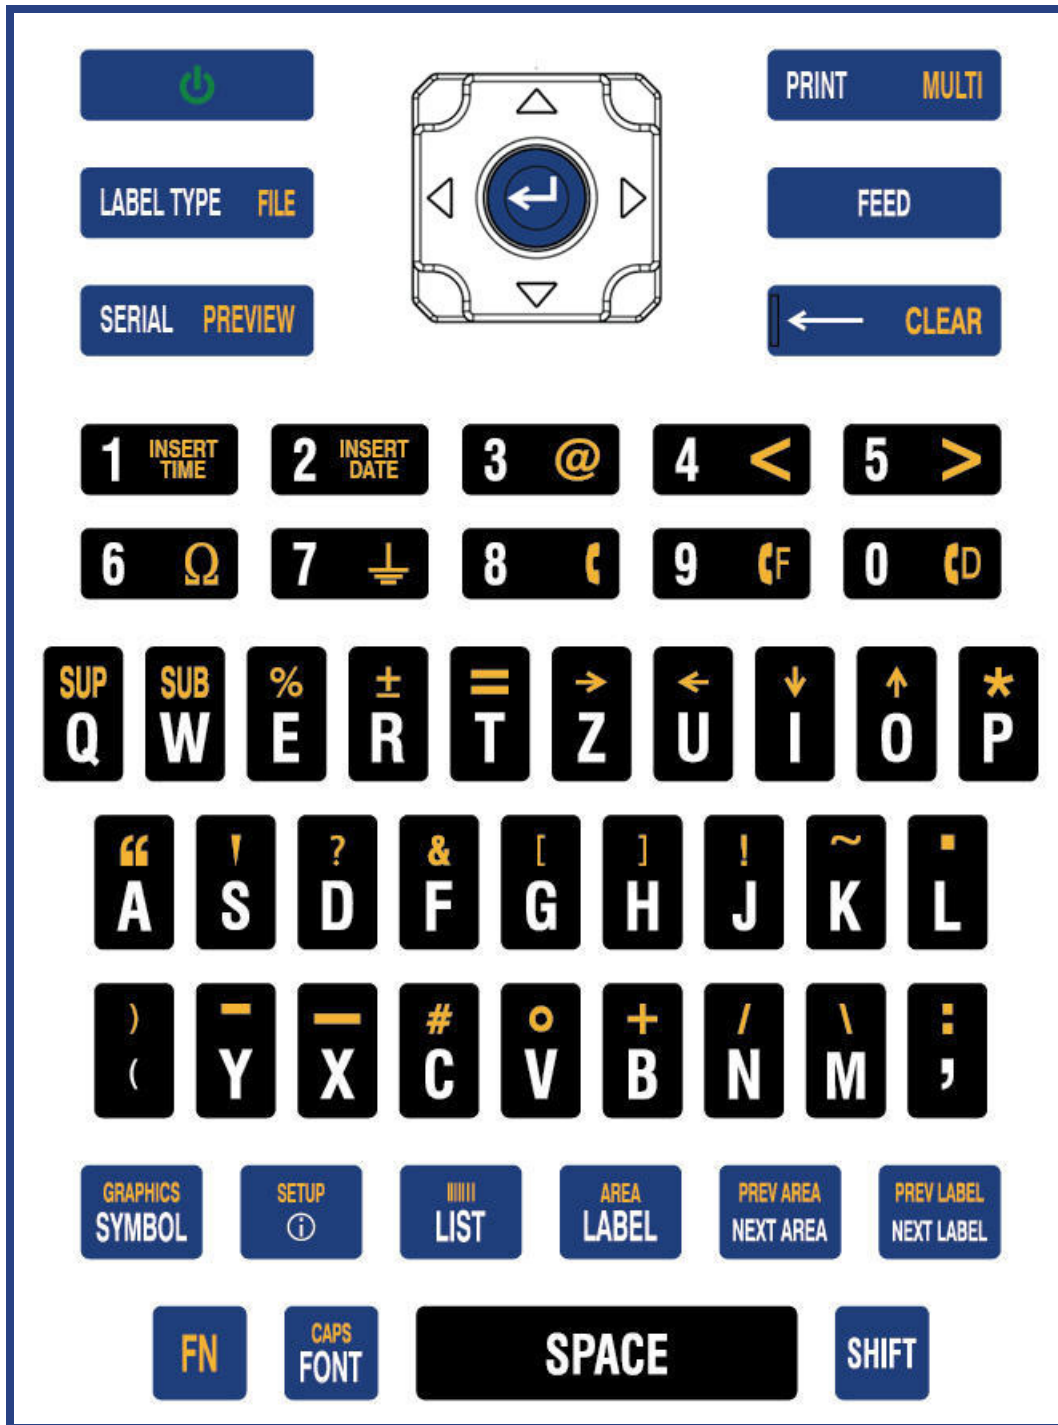 PRINT MULTI
LABEL TYPE FILE
FEED
SERIAL PREVIEW
← CLEAR
1 INSERT TIME 2 INSERT DATE 3 @ 4 < 5 >
6 Ω 7 ⏚ 8 9 F 0 D
SUP SUB % ± = → ← ↓ ↑ *
Q W E R T Z U I O P
“ ' ? & [ ] ! ~ .
A S D F G H J K L
) - — # ° + / \ :
( Y X C V B N M ,
GRAPHICS SETUP AREA PREV AREA PREV LABEL
SYMBOL ⓘ LIST LABEL NEXT AREA NEXT LABEL
CAPS
FN FONT SPACE SHIFT